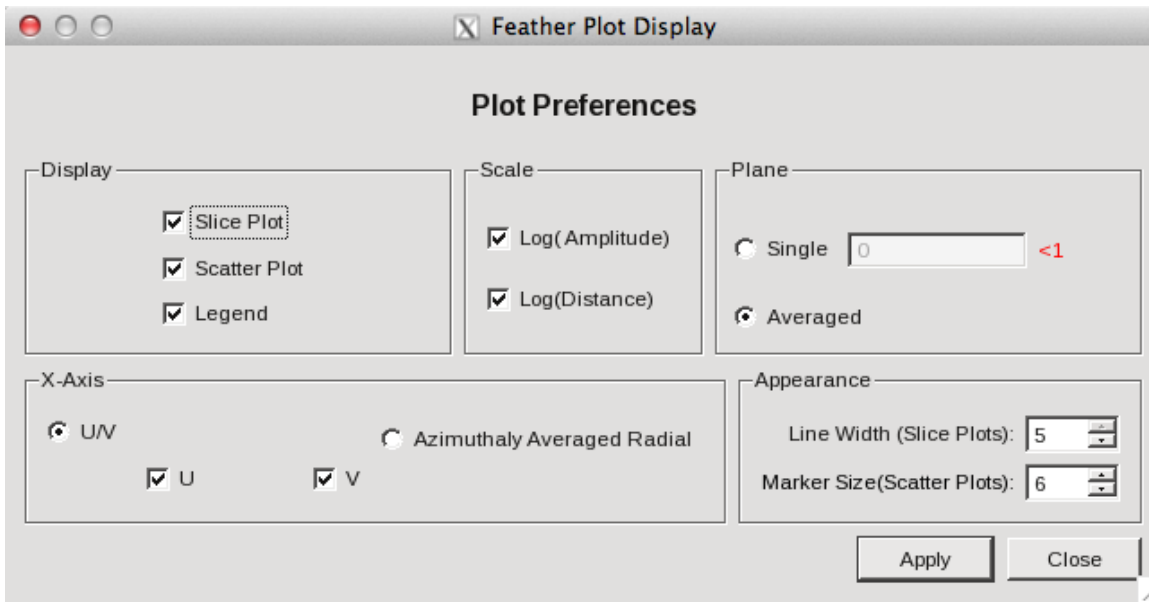 Feather Plot Display
Plot Preferences
Display
Slice Plot
Scatter Plot
Legend
Scale
Log( Amplitude)
Log(Distance)
Plane
Single 0 <1
Averaged
X-Axis
U/V
Azimuthaly Averaged Radial
U V
Appearance
Line Width (Slice Plots): 5
Marker Size(Scatter Plots): 6
Apply Close